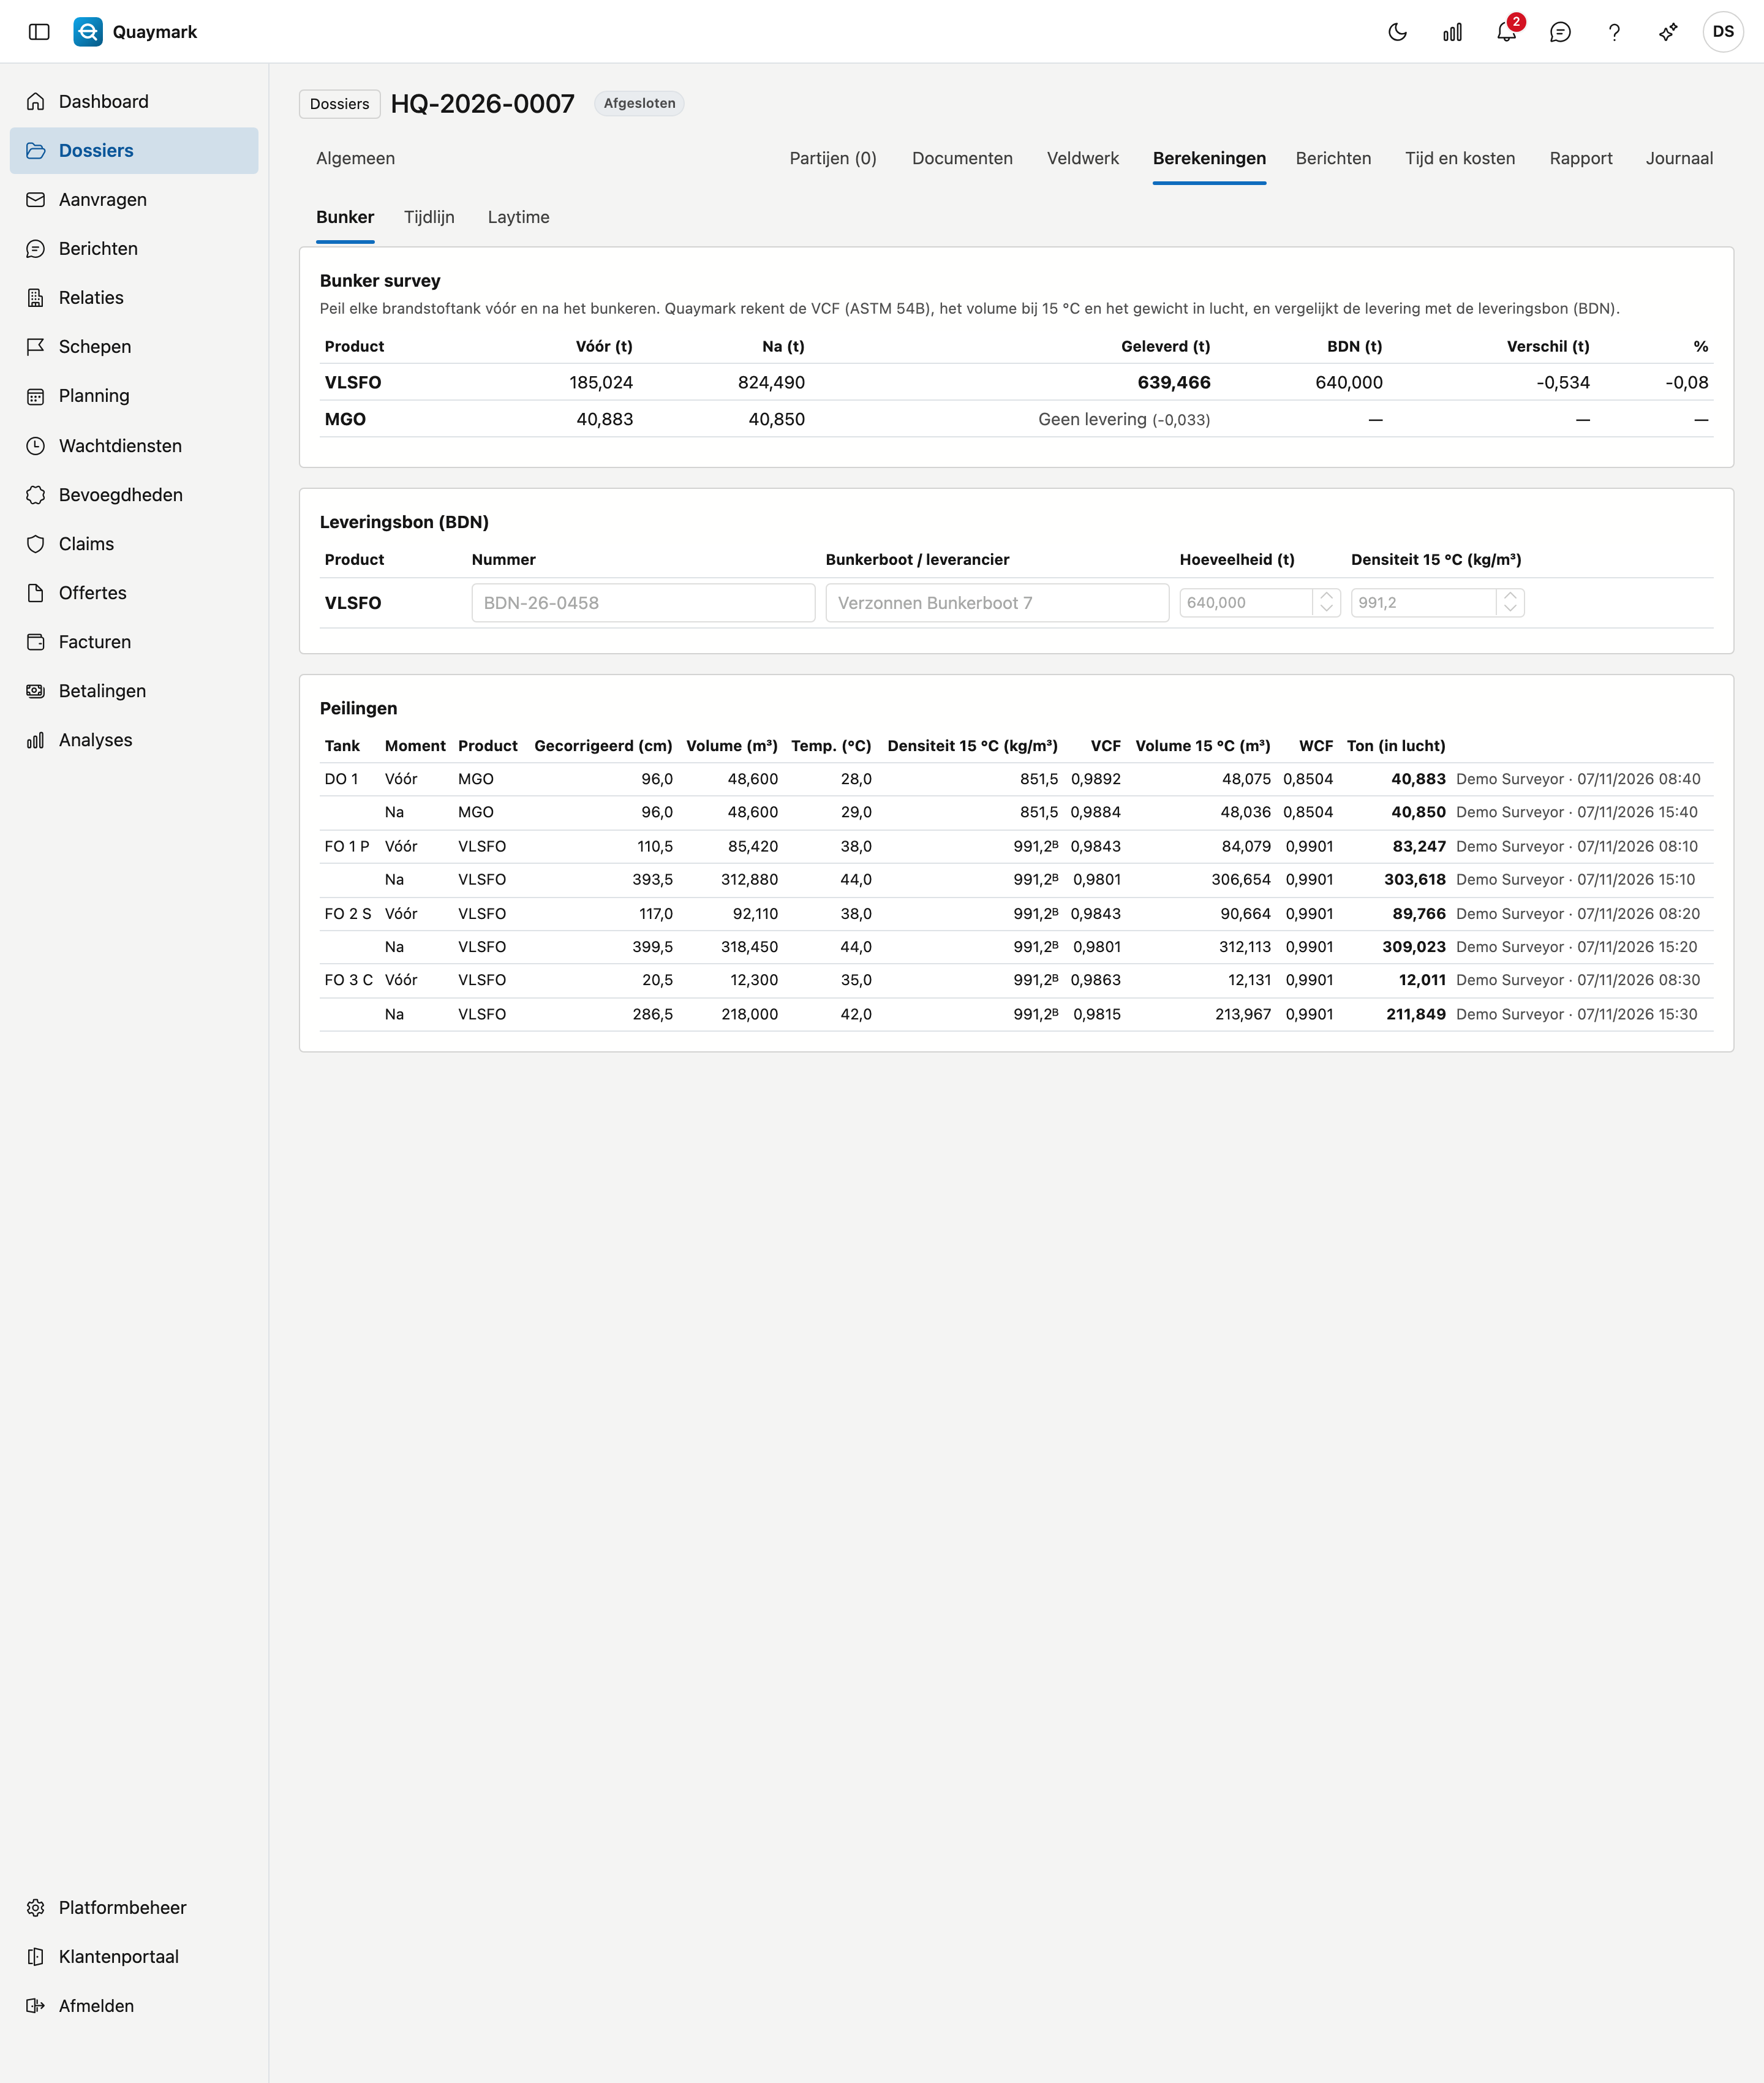 Quaymark
2
DS
Dashboard
Dossiers
Aanvragen
Berichten
Relaties
Schepen
Planning
Wachtdiensten
Bevoegdheden
Claims
Offertes
Facturen
Betalingen
Analyses
Platformbeheer
Klantenportaal
Afmelden
Dossiers HQ-2026-0007 Afgesloten
Algemeen Partijen (0) Documenten Veldwerk Berekeningen Berichten Tijd en kosten Rapport Journaal
Bunker Tijdlijn Laytime
Bunker survey
Peil elke brandstoftank vóór en na het bunkeren. Quaymark rekent de VCF (ASTM 54B), het volume bij 15 °C en het gewicht in lucht, en vergelijkt de levering met de leveringsbon (BDN).
Product Vóór (t) Na (t) Geleverd (t) BDN (t) Verschil (t) %
VLSFO 185,024 824,490 639,466 640,000 -0,534 -0,08
MGO 40,883 40,850 Geen levering (-0,033) — — —
Leveringsbon (BDN)
Product Nummer Bunkerboot / leverancier Hoeveelheid (t) Densiteit 15 °C (kg/m³)
VLSFO BDN-26-0458 Verzonnen Bunkerboot 7 640,000 991,2
Peilingen
Tank Moment Product Gecorrigeerd (cm) Volume (m³) Temp. (°C) Densiteit 15 °C (kg/m³) VCF Volume 15 °C (m³) WCF Ton (in lucht)
DO 1 Vóór MGO 96,0 48,600 28,0 851,5 0,9892 48,075 0,8504 40,883 Demo Surveyor · 07/11/2026 08:40
Na MGO 96,0 48,600 29,0 851,5 0,9884 48,036 0,8504 40,850 Demo Surveyor · 07/11/2026 15:40
FO 1 P Vóór VLSFO 110,5 85,420 38,0 991,2ᴮ 0,9843 84,079 0,9901 83,247 Demo Surveyor · 07/11/2026 08:10
Na VLSFO 393,5 312,880 44,0 991,2ᴮ 0,9801 306,654 0,9901 303,618 Demo Surveyor · 07/11/2026 15:10
FO 2 S Vóór VLSFO 117,0 92,110 38,0 991,2ᴮ 0,9843 90,664 0,9901 89,766 Demo Surveyor · 07/11/2026 08:20
Na VLSFO 399,5 318,450 44,0 991,2ᴮ 0,9801 312,113 0,9901 309,023 Demo Surveyor · 07/11/2026 15:20
FO 3 C Vóór VLSFO 20,5 12,300 35,0 991,2ᴮ 0,9863 12,131 0,9901 12,011 Demo Surveyor · 07/11/2026 08:30
Na VLSFO 286,5 218,000 42,0 991,2ᴮ 0,9815 213,967 0,9901 211,849 Demo Surveyor · 07/11/2026 15:30